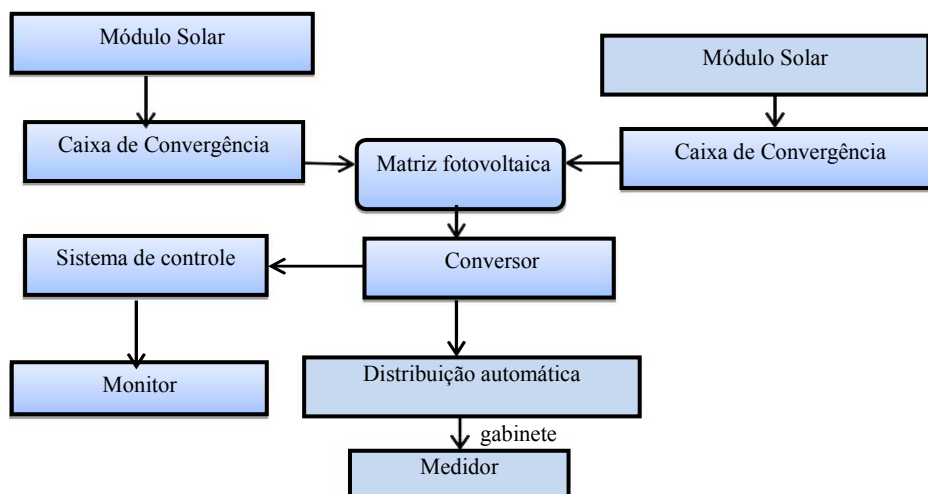 Módulo Solar
Módulo Solar
Caixa de Convergência
Matriz fotovoltaica
Caixa de Convergência
Sistema de controle
Conversor
Monitor
Distribuição automática
gabinete
Medidor